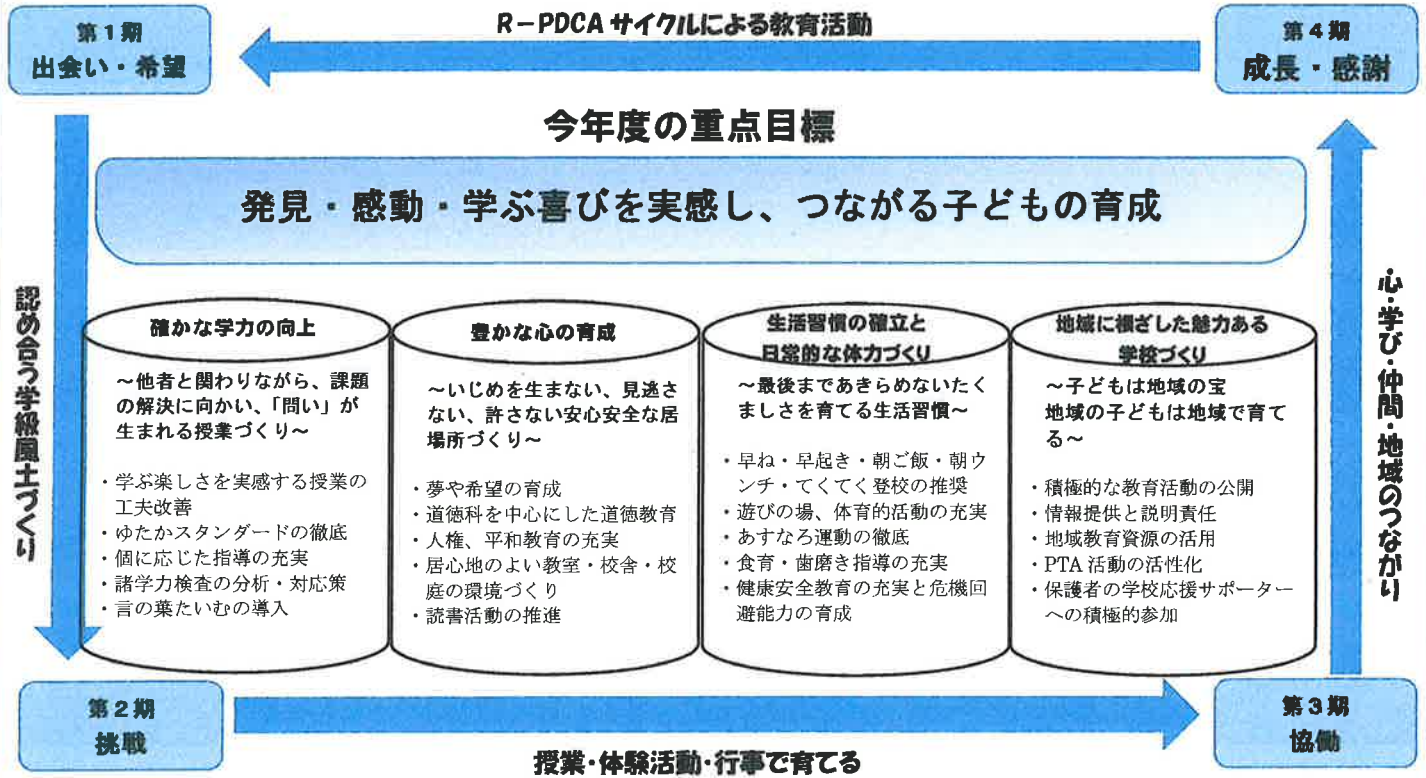 第1期
出会い・希望
R－PDCAサイクルによる教育活動
第4期
成長・感謝
今年度の重点目標
発見・感動・学ぶ喜びを実感し、つながる子どもの育成
認め合う学級風土づくり
確かな学力の向上
～他者と関わりながら、課題
の解決に向かい、「問い」が
生まれる授業づくり～
・学ぶ楽しさを実感する授業の
工夫改善
・ゆたかスタンダードの徹底
・個に応じた指導の充実
・諸学力検査の分析・対応策
・言の葉たいむの導入
豊かな心の育成
～いじめを生まない、見逃さ
ない、許さない安心安全な居
場所づくり～
・夢や希望の育成
・道徳科を中心にした道徳教育
・人権、平和教育の充実
・居心地のよい教室・校舎・校
庭の環境づくり
・読書活動の推進
生活習慣の確立と
日常的な体力づくり
～最後まであきらめないたく
ましさを育てる生活習慣～
・早ね・早起き・朝ご飯・朝ウ
ンチ・てくてく登校の推奨
・遊びの場、体育的活動の充実
・あすなろ運動の徹底
・食育・歯磨き指導の充実
・健康安全教育の充実と危機回
避能力の育成
地域に根ざした魅力ある
学校づくり
～子どもは地域の宝
地域の子どもは地域で育て
る～
・積極的な教育活動の公開
・情報提供と説明責任
・地域教育資源の活用
・PTA活動の活性化
・保護者の学校応援サポーター
への積極的参加
心・学び・仲間・地域のつながり
第2期
挑戦
授業・体験活動・行事で育てる
第3期
協働